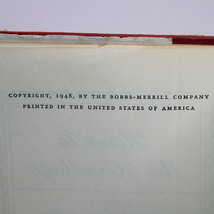 COPYRIGHT, 1948, BY THE BOBBS-MERRILL COMPANY
PRINTED IN THE UNITED STATES OF AMERICA